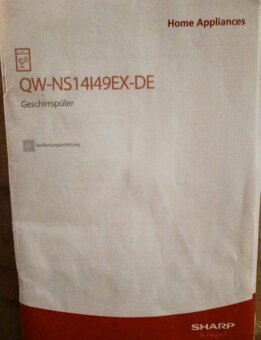 Home Appliances
QW-NS14I49EX-DE
Geschirrspüler
Bedienungsanleitung
SHARP